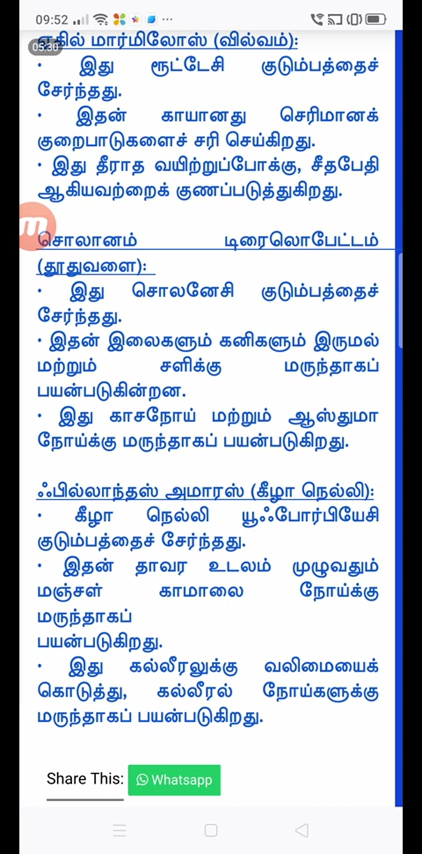 09:52
05:30
எகில் மார்மிலோஸ் (வில்வம்):
· இது ரூட்டேசி குடும்பத்தைச்
சேர்ந்தது.
· இதன் காயானது செரிமானக்
குறைபாடுகளைச் சரி செய்கிறது.
· இது தீராத வயிற்றுப்போக்கு, சீதபேதி
ஆகியவற்றைக் குணப்படுத்துகிறது.
சொலானம் டிரைலொபேட்டம்
(தூதுவளை):
· இது சொலனேசி குடும்பத்தைச்
சேர்ந்தது.
· இதன் இலைகளும் கனிகளும் இருமல்
மற்றும் சளிக்கு மருந்தாகப்
பயன்படுகின்றன.
· இது காசநோய் மற்றும் ஆஸ்துமா
நோய்க்கு மருந்தாகப் பயன்படுகிறது.
ஃபில்லாந்தஸ் அமாரஸ் (கீழா நெல்லி):
· கீழா நெல்லி யூஃபோர்பியேசி
குடும்பத்தைச் சேர்ந்தது.
· இதன் தாவர உடலம் முழுவதும்
மஞ்சள் காமாலை நோய்க்கு
மருந்தாகப்
பயன்படுகிறது.
· இது கல்லீரலுக்கு வலிமையைக்
கொடுத்து, கல்லீரல் நோய்களுக்கு
மருந்தாகப் பயன்படுகிறது.
Share This: Whatsapp